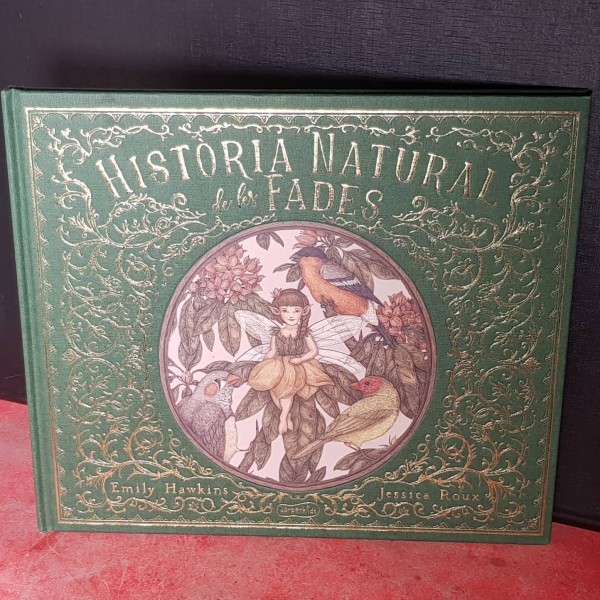 HISTÒRIA NATURAL
de les FADES
Emily Hawkins
Jessica Roux